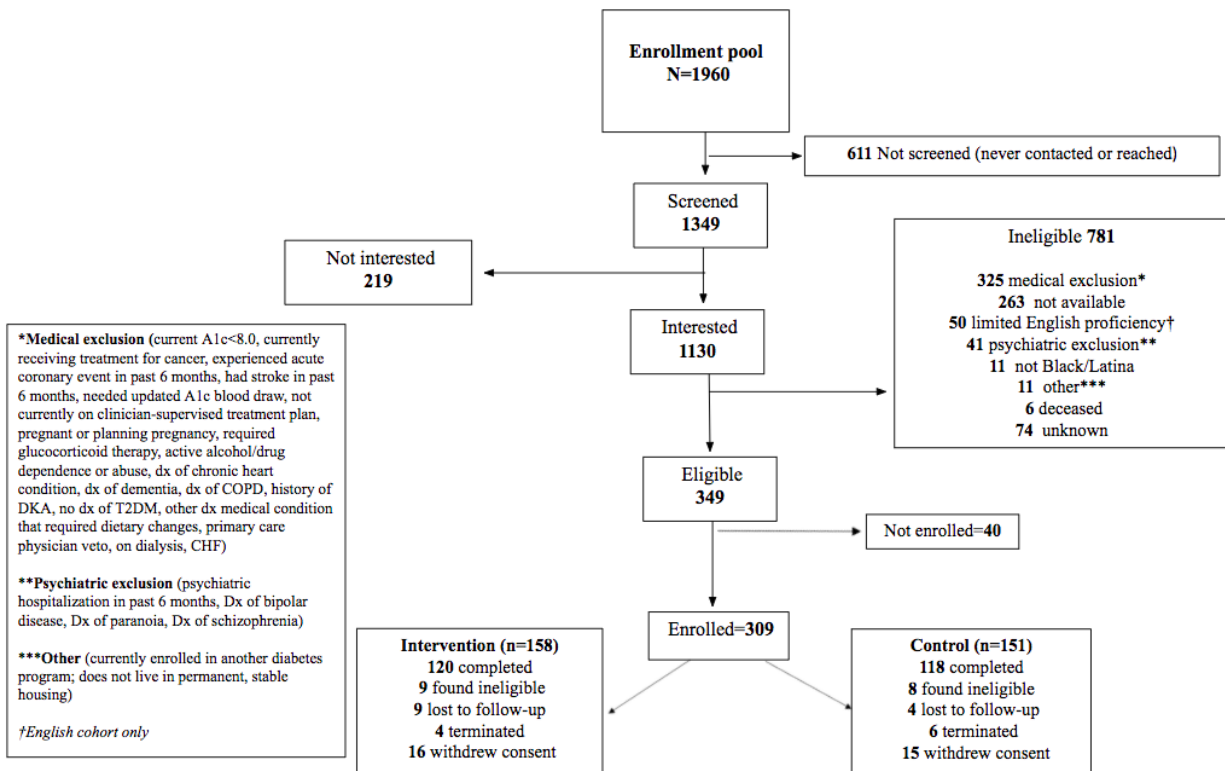 Enrollment pool
N=1960
611 Not screened (never contacted or reached)
Screened
1349
Not interested
219
Ineligible 781
325 medical exclusion*
263 not available
50 limited English proficiency†
41 psychiatric exclusion**
11 not Black/Latina
11 other***
6 deceased
74 unknown
Interested
1130
*Medical exclusion (current A1c<8.0, currently
receiving treatment for cancer, experienced acute
coronary event in past 6 months, had stroke in past
6 months, needed updated A1c blood draw, not
currently on clinician-supervised treatment plan,
pregnant or planning pregnancy, required
glucocorticoid therapy, active alcohol/drug
dependence or abuse, dx of chronic heart
condition, dx of dementia, dx of COPD, history of
DKA, no dx of T2DM, other dx medical condition
that required dietary changes, primary care
physician veto, on dialysis, CHF)
**Psychiatric exclusion (psychiatric
hospitalization in past 6 months, Dx of bipolar
disease, Dx of paranoia, Dx of schizophrenia)
***Other (currently enrolled in another diabetes
program; does not live in permanent, stable
housing)
†English cohort only
Eligible
349
Not enrolled=40
Enrolled=309
Intervention (n=158)
120 completed
9 found ineligible
9 lost to follow-up
4 terminated
16 withdrew consent
Control (n=151)
118 completed
8 found ineligible
4 lost to follow-up
6 terminated
15 withdrew consent